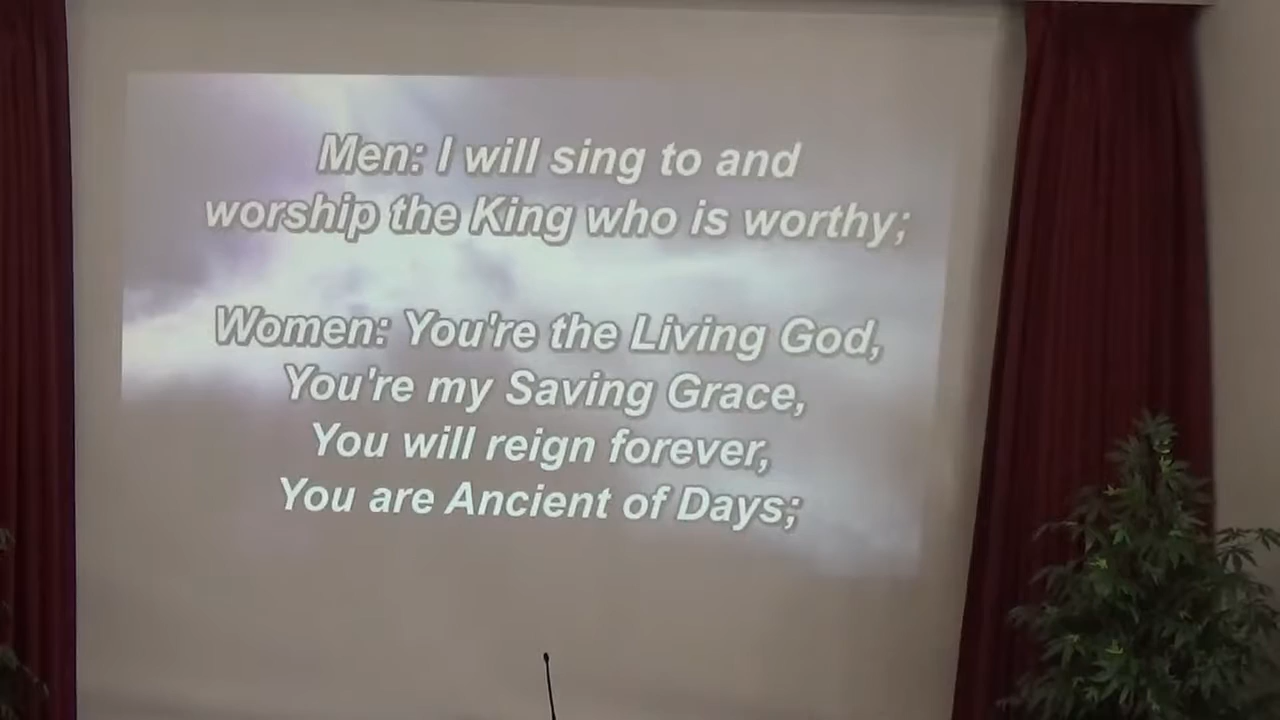 Men: I will sing to and
worship the King who is worthy;
Women: You're the Living God,
You're my Saving Grace,
You will reign forever,
You are Ancient of Days;